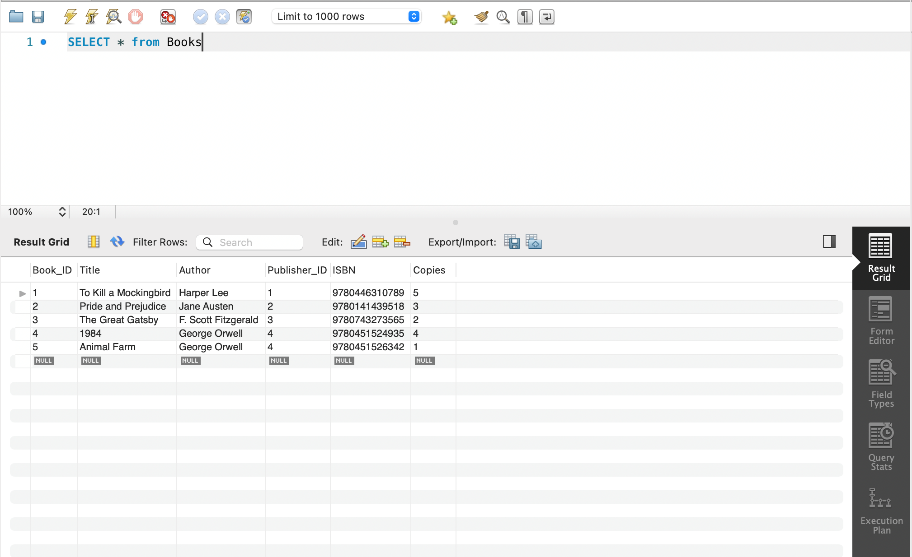 Limit to 1000 rows
1 SELECT * from Books
100% 20:1
Result Grid Filter Rows: Search Edit: Export/Import:
Book_ID Title Author Publisher_ID ISBN Copies
1 To Kill a Mockingbird Harper Lee 1 9780446310789 5
2 Pride and Prejudice Jane Austen 2 9780141439518 3
3 The Great Gatsby F. Scott Fitzgerald 3 9780743273565 2
4 1984 George Orwell 4 9780451524935 4
5 Animal Farm George Orwell 4 9780451526342 1
NULL NULL NULL NULL NULL NULL
Result
Grid
Form
Editor
Field
Types
Query
Stats
Execution
Plan